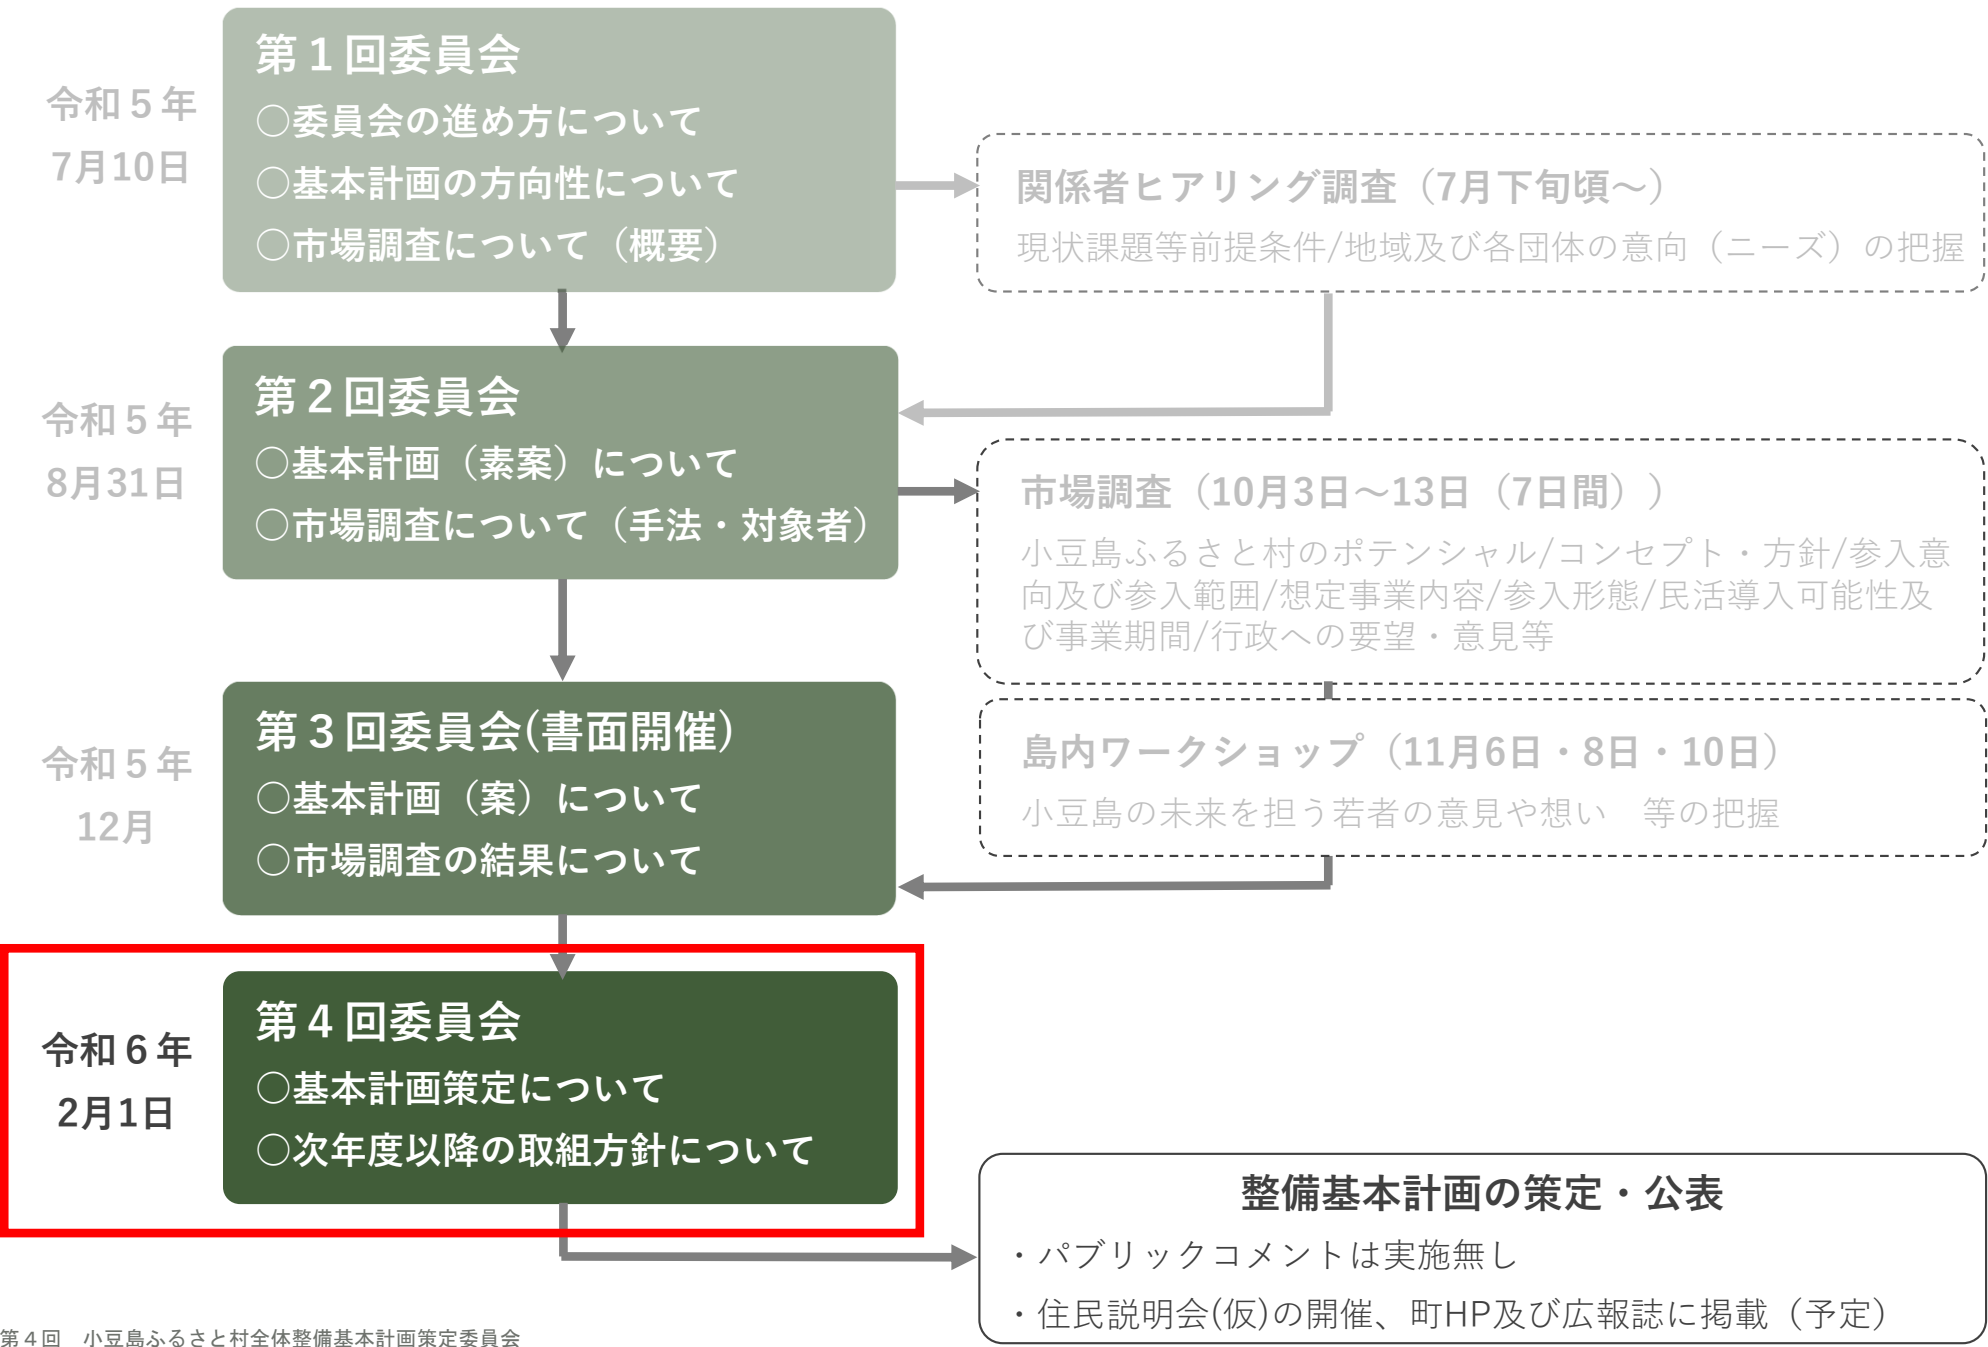 令和５年
7月10日
第１回委員会
○委員会の進め方について
○基本計画の方向性について
○市場調査について（概要）
関係者ヒアリング調査（7月下旬頃～）
現状課題等前提条件/地域及び各団体の意向（ニーズ）の把握
令和５年
8月31日
第２回委員会
○基本計画（素案）について
○市場調査について（手法・対象者）
市場調査（10月3日～13日（7日間））
小豆島ふるさと村のポテンシャル/コンセプト・方針/参入意
向及び参入範囲/想定事業内容/参入形態/民活導入可能性及
び事業期間/行政への要望・意見等
令和５年
12月
第３回委員会(書面開催)
○基本計画（案）について
○市場調査の結果について
島内ワークショップ（11月6日・8日・10日）
小豆島の未来を担う若者の意見や想い　等の把握
令和６年
2月1日
第４回委員会
○基本計画策定について
○次年度以降の取組方針について
整備基本計画の策定・公表
・パブリックコメントは実施無し
・住民説明会(仮)の開催、町HP及び広報誌に掲載（予定）
第４回　小豆島ふるさと村全体整備基本計画策定委員会